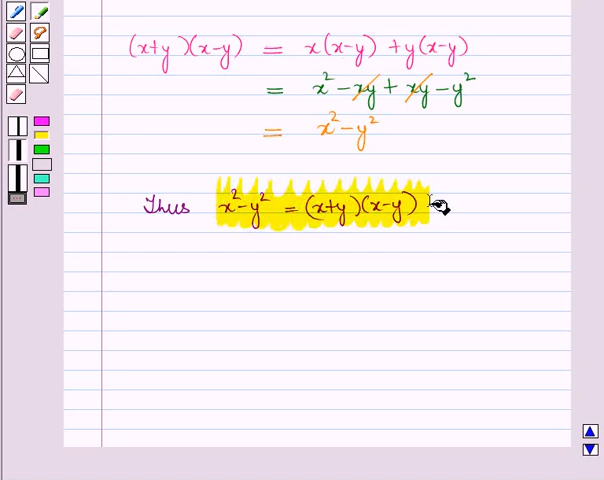 (x+y)(x-y) = x(x-y) + y(x-y)
= x² - xy + xy - y²
= x² - y²
Thus x² - y² = (x+y)(x-y)